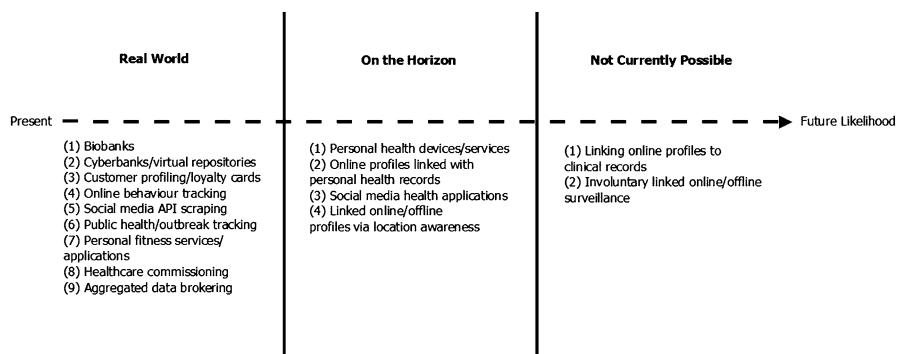 Real World
On the Horizon
Not Currently Possible
Present
Future Likelihood
(1) Biobanks
(2) Cyberbanks/virtual repositories
(3) Customer profiling/loyalty cards
(4) Online behaviour tracking
(5) Social media API scraping
(6) Public health/outbreak tracking
(7) Personal fitness services/
applications
(8) Healthcare commissioning
(9) Aggregated data brokering
(1) Personal health devices/services
(2) Online profiles linked with
personal health records
(3) Social media health applications
(4) Linked online/offline
profiles via location awareness
(1) Linking online profiles to
clinical records
(2) Involuntary linked online/offline
surveillance